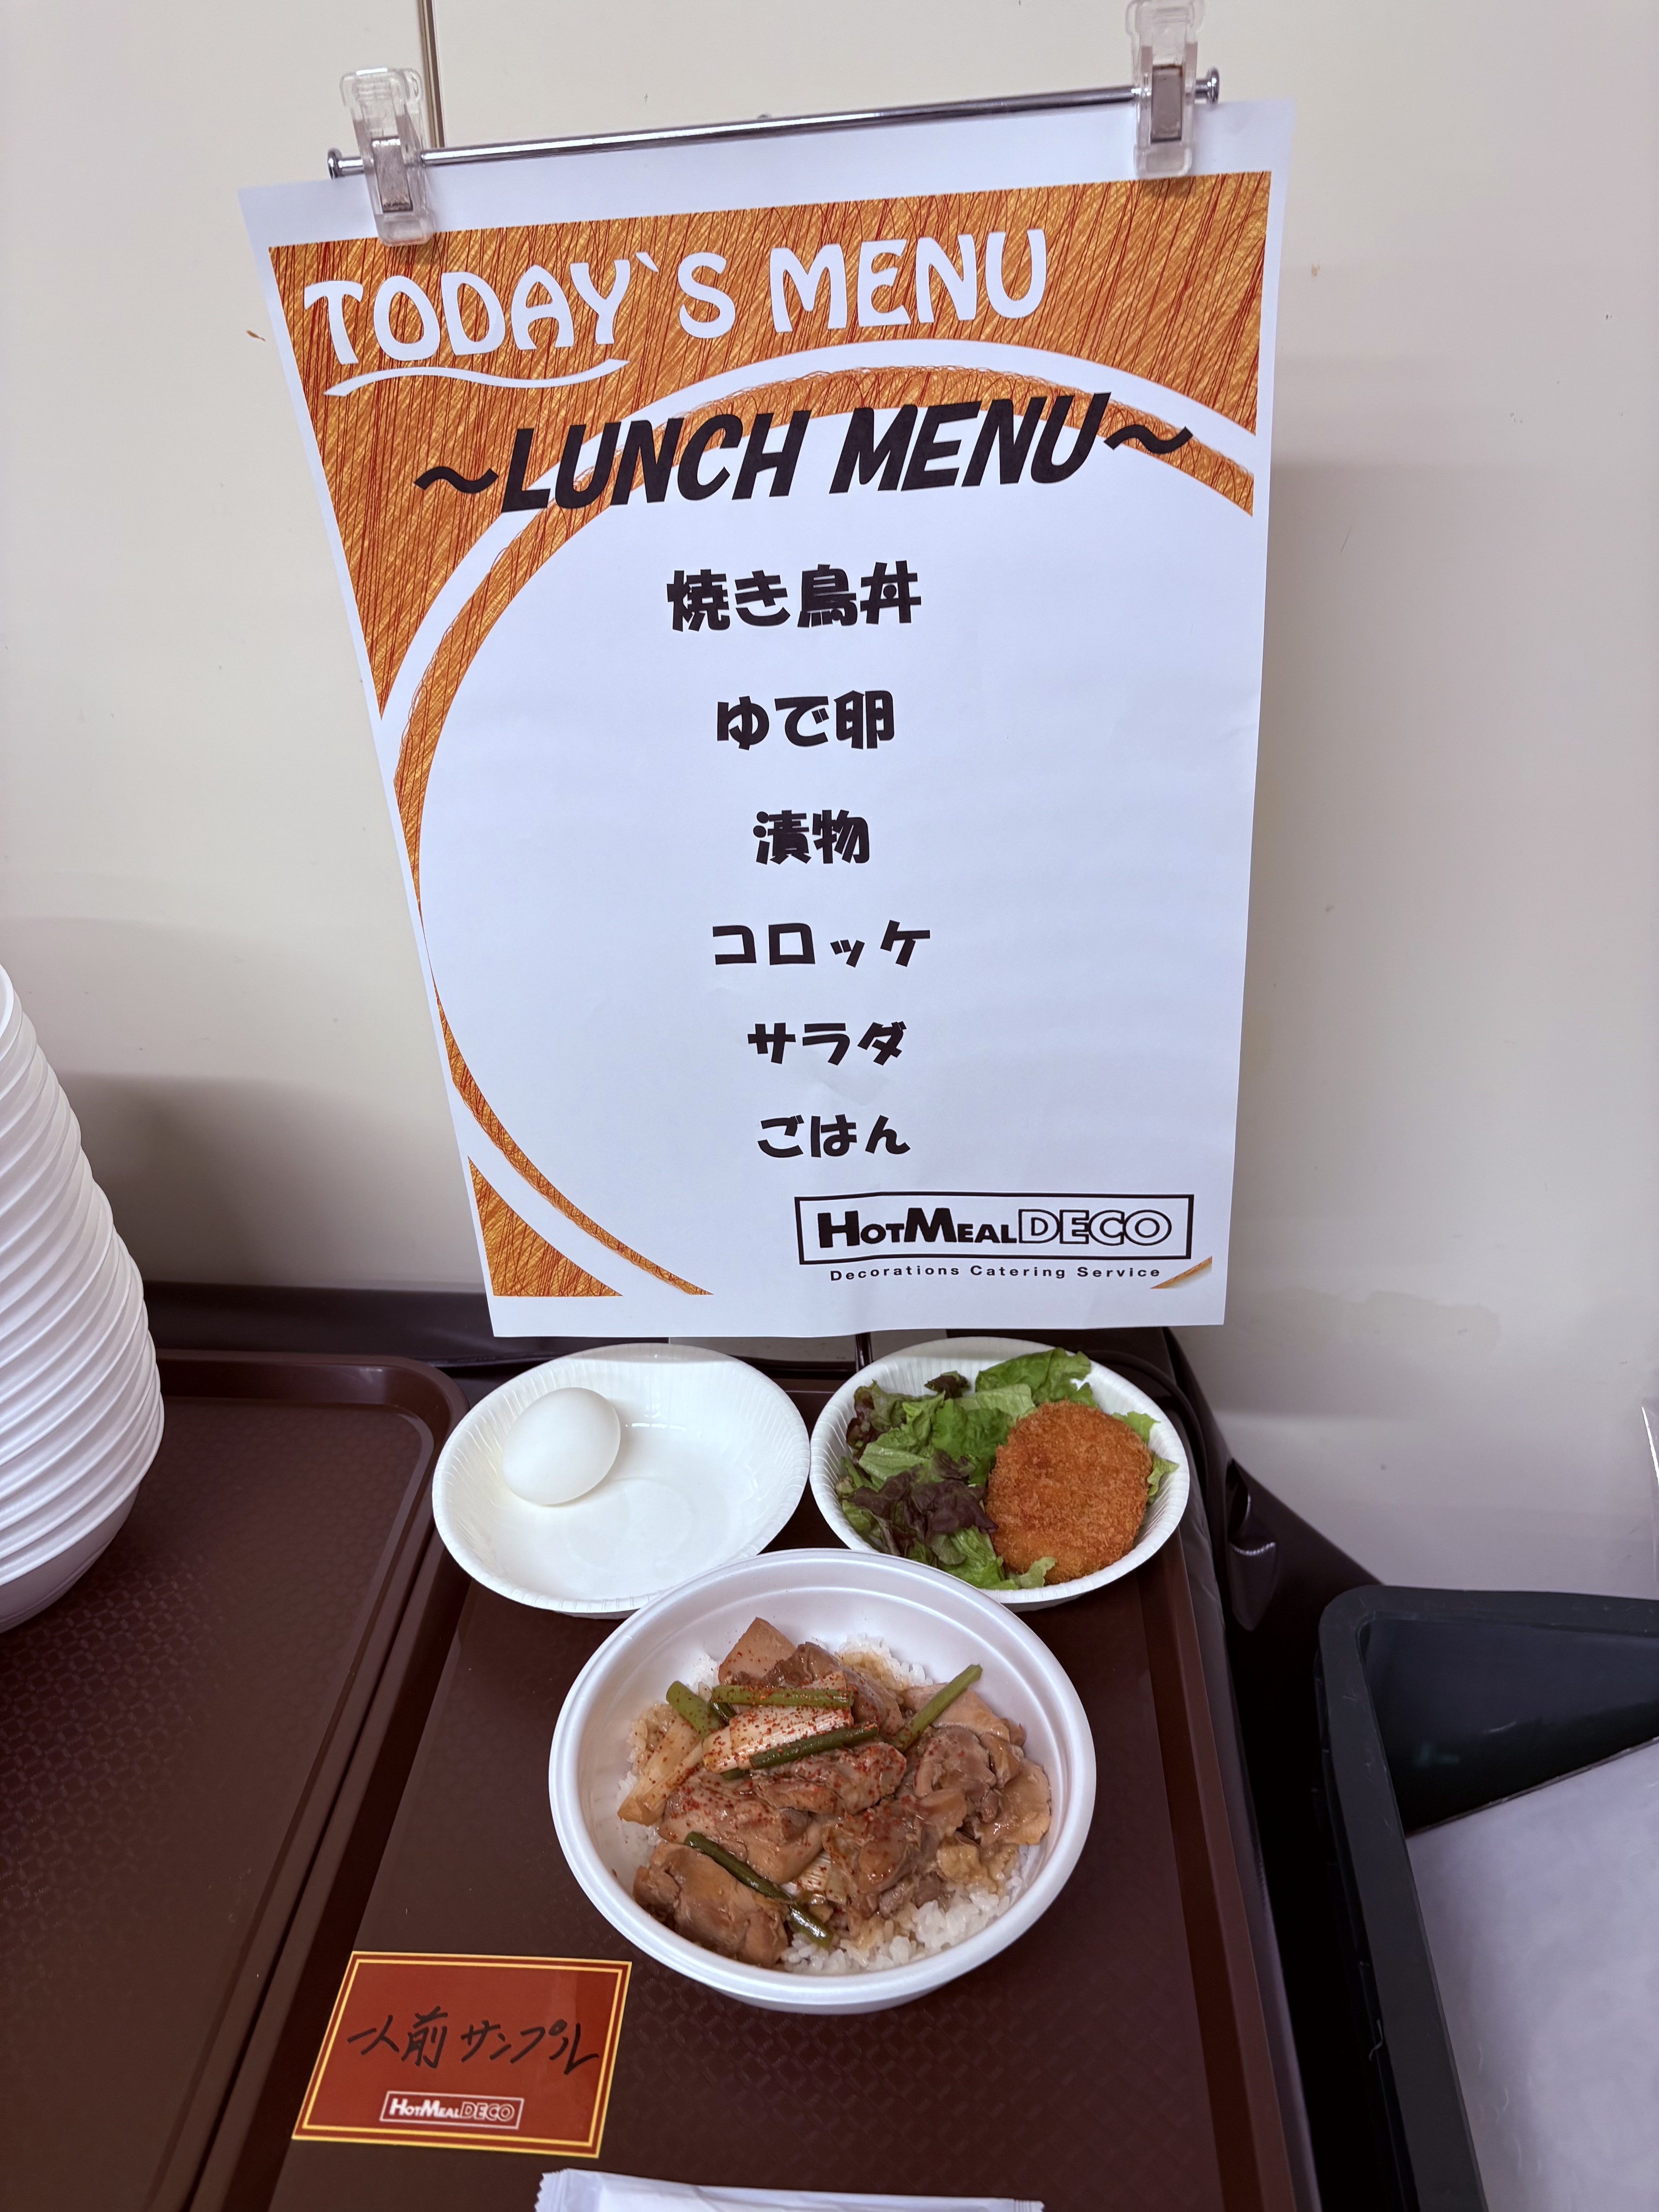 TODAY`S MENU
～LUNCH MENU～
焼き鳥丼
ゆで卵
漬物
コロッケ
サラダ
ごはん
HOTMEALDECO
Decorations Catering Service
一人前サンプル
HOTMEALDECO